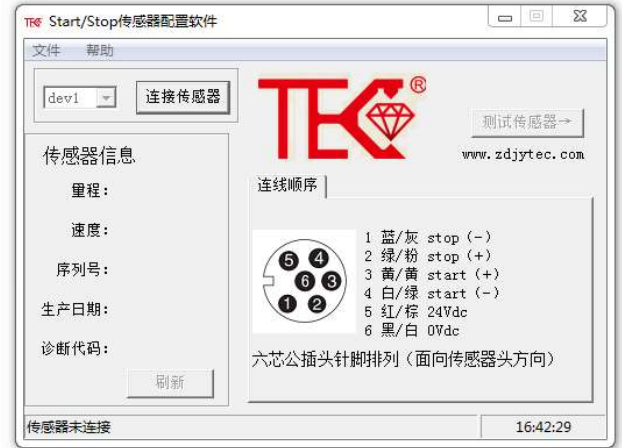 TEC Start/Stop传感器配置软件
文件 帮助
dev1 连接传感器
TEC®
测试传感器→
www.zdjytec.com
传感器信息
量程：
速度：
序列号：
生产日期：
诊断代码：
刷新
连线顺序
5 4
6 3
1 2
1 蓝/灰 stop (-)
2 绿/粉 stop (+)
3 黄/黄 start (+)
4 白/绿 start (-)
5 红/棕 24Vdc
6 黑/白 0Vdc
六芯公插头针脚排列（面向传感器头方向）
传感器未连接 16:42:29